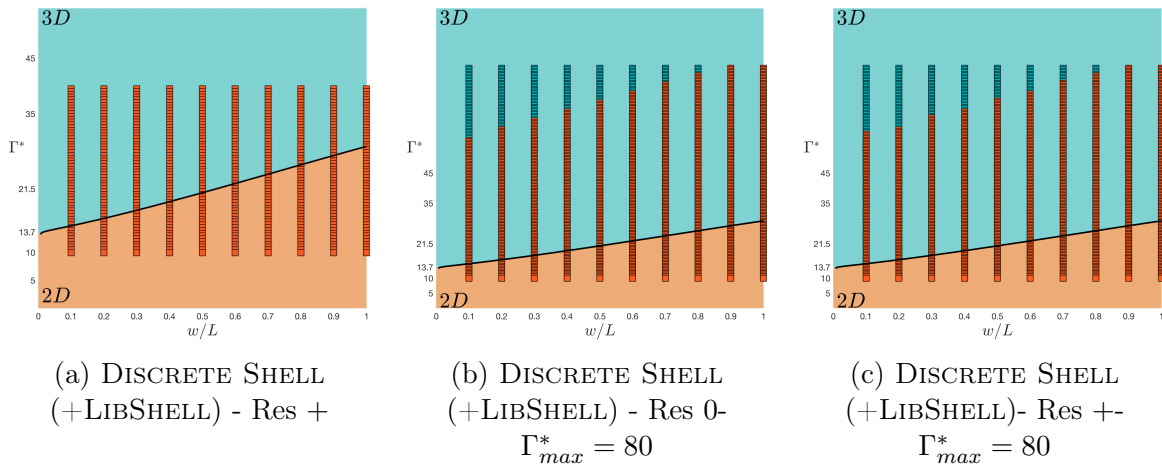 3D
45
35
Γ*
21.5
13.7
10
5
2D
0 0.1 0.2 0.3 0.4 0.5 0.6 0.7 0.8 0.9 1
w/L
(a) DISCRETE SHELL
(+LIBSHELL) - Res +
3D
Γ*
45
35
21.5
13.7
10
5
2D
0 0.1 0.2 0.3 0.4 0.5 0.6 0.7 0.8 0.9 1
w/L
(b) DISCRETE SHELL
(+LIBSHELL) - Res 0-
Γ*max = 80
3D
Γ*
45
35
21.5
13.7
10
5
2D
0 0.1 0.2 0.3 0.4 0.5 0.6 0.7 0.8 0.9 1
w/L
(c) DISCRETE SHELL
(+LIBSHELL)- Res +-
Γ*max = 80